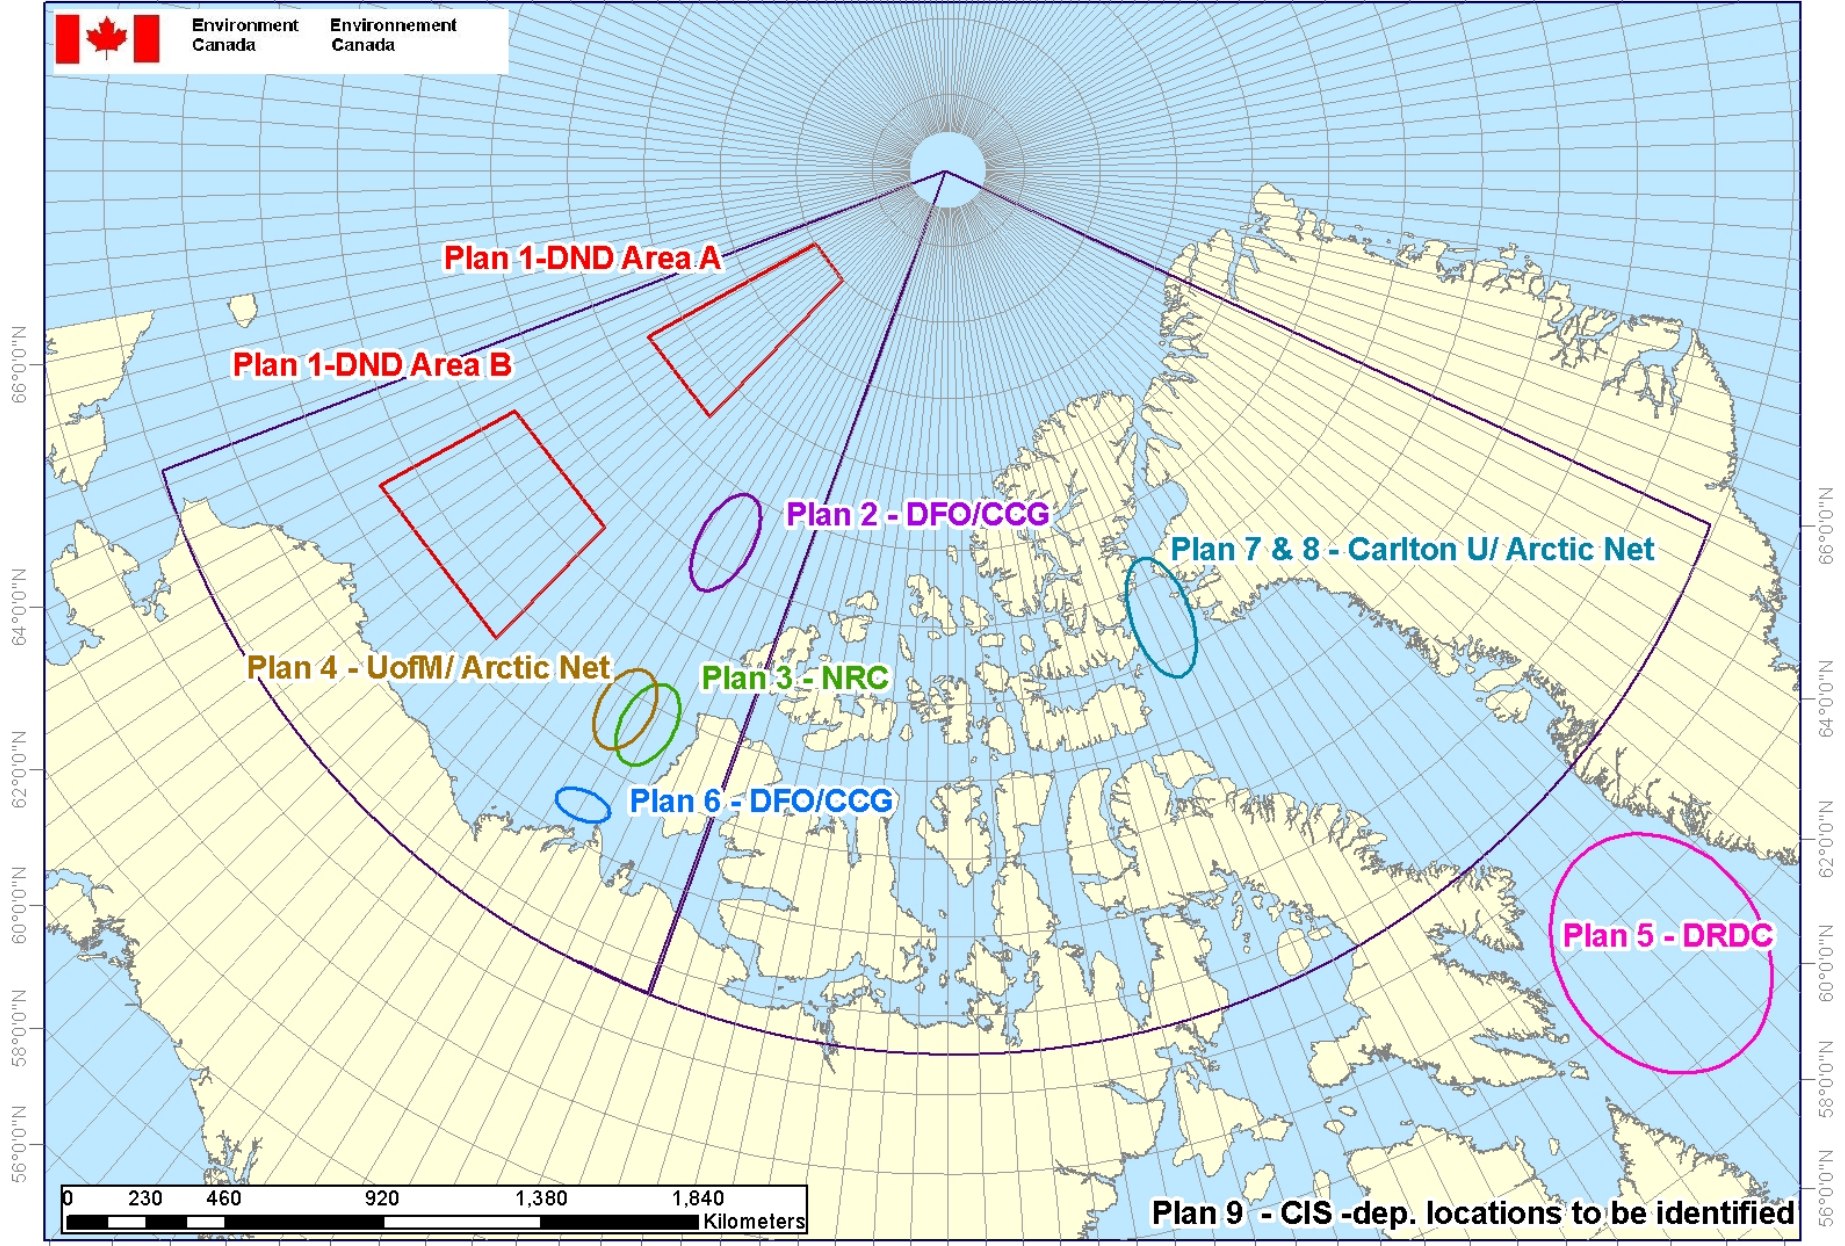 Environment Environnement
Canada Canada
Plan 1-DND Area A
Plan 1-DND Area B
Plan 2 - DFO/CCG
Plan 7 & 8 - Carlton U/ Arctic Net
Plan 4 - UofM/ Arctic Net
Plan 3 - NRC
Plan 6 - DFO/CCG
Plan 5 - DRDC
Plan 9 - CIS -dep. locations to be identified
66°0'0"N
64°0'0"N
62°0'0"N
60°0'0"N
58°0'0"N
56°0'0"N
66°0'0"N
64°0'0"N
62°0'0"N
60°0'0"N
58°0'0"N
56°0'0"N
0 230 460 920 1,380 1,840
Kilometers